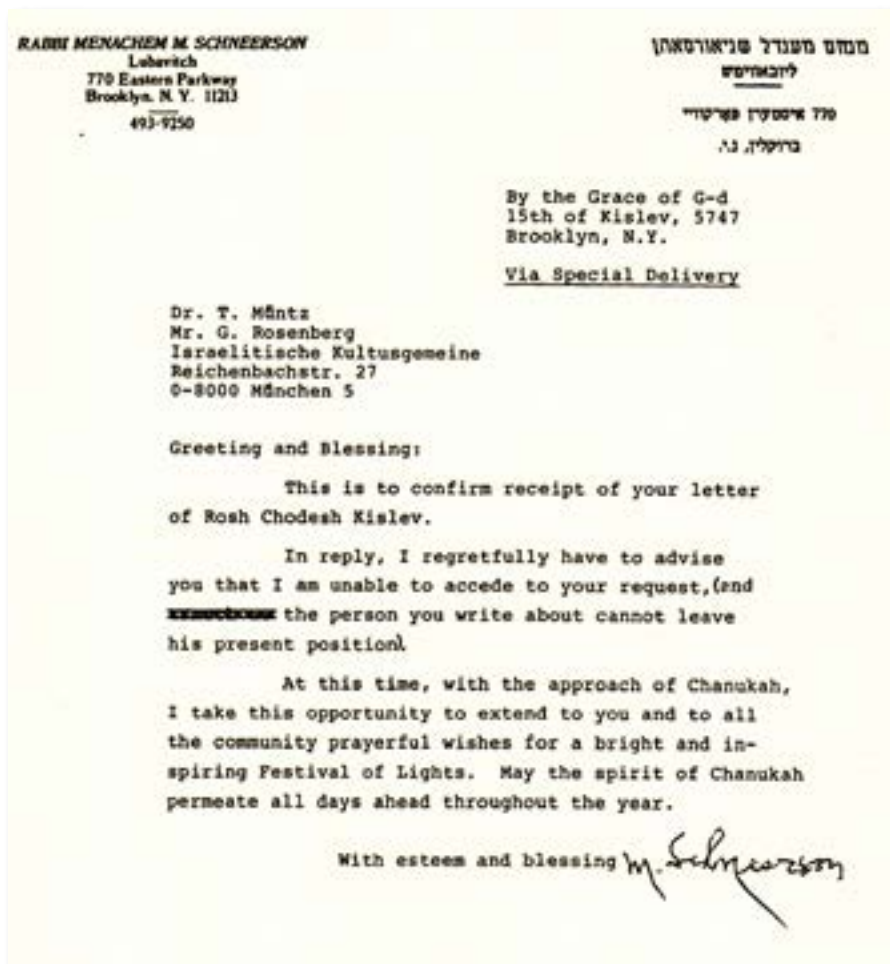 RABBI MENACHEM M. SCHNEERSON
Lubavitch
770 Eastern Parkway
Brooklyn, N. Y. 11213
493-9250
מנחם מענדל שניאורסאהן
ליובאוויטש
770 איסטערן פארקוויי
ברוקלין, נ.י.
By the Grace of G-d
15th of Kislev, 5747
Brooklyn, N.Y.
Via Special Delivery
Dr. T. Müntz
Mr. G. Rosenberg
Israelitische Kultusgemeine
Reichenbachstr. 27
0-8000 München 5
Greeting and Blessing:
This is to confirm receipt of your letter
of Rosh Chodesh Kislev.
In reply, I regretfully have to advise
you that I am unable to accede to your request,(and
the person you write about cannot leave
his present position).
At this time, with the approach of Chanukah,
I take this opportunity to extend to you and to all
the community prayerful wishes for a bright and in-
spiring Festival of Lights. May the spirit of Chanukah
permeate all days ahead throughout the year.
With esteem and blessing M. Schneerson